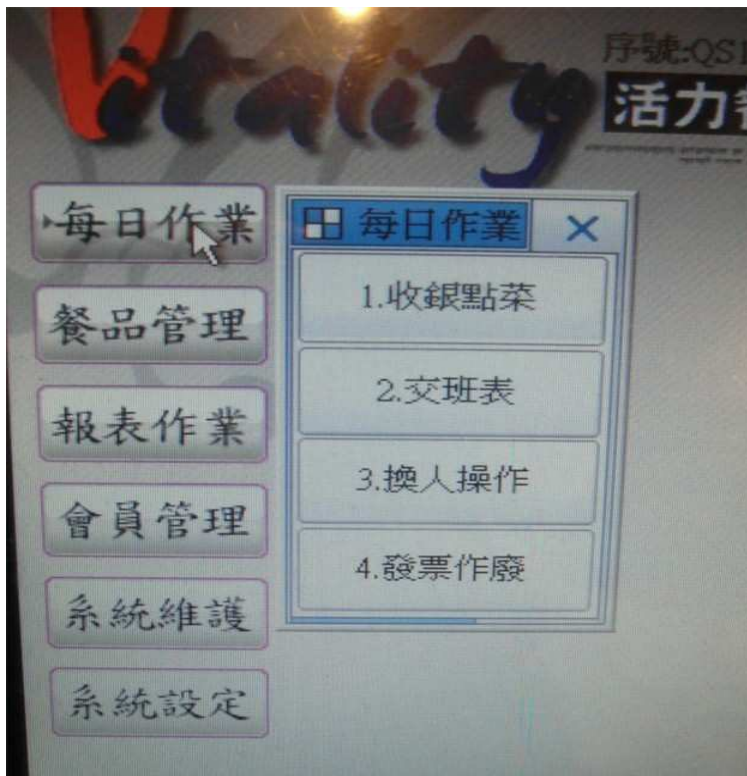 Vitality
序號:QS1
活力
每日作業
餐品管理
報表作業
會員管理
系統維護
系統設定
每日作業
1.收銀點菜
2.交班表
3.換人操作
4.發票作廢